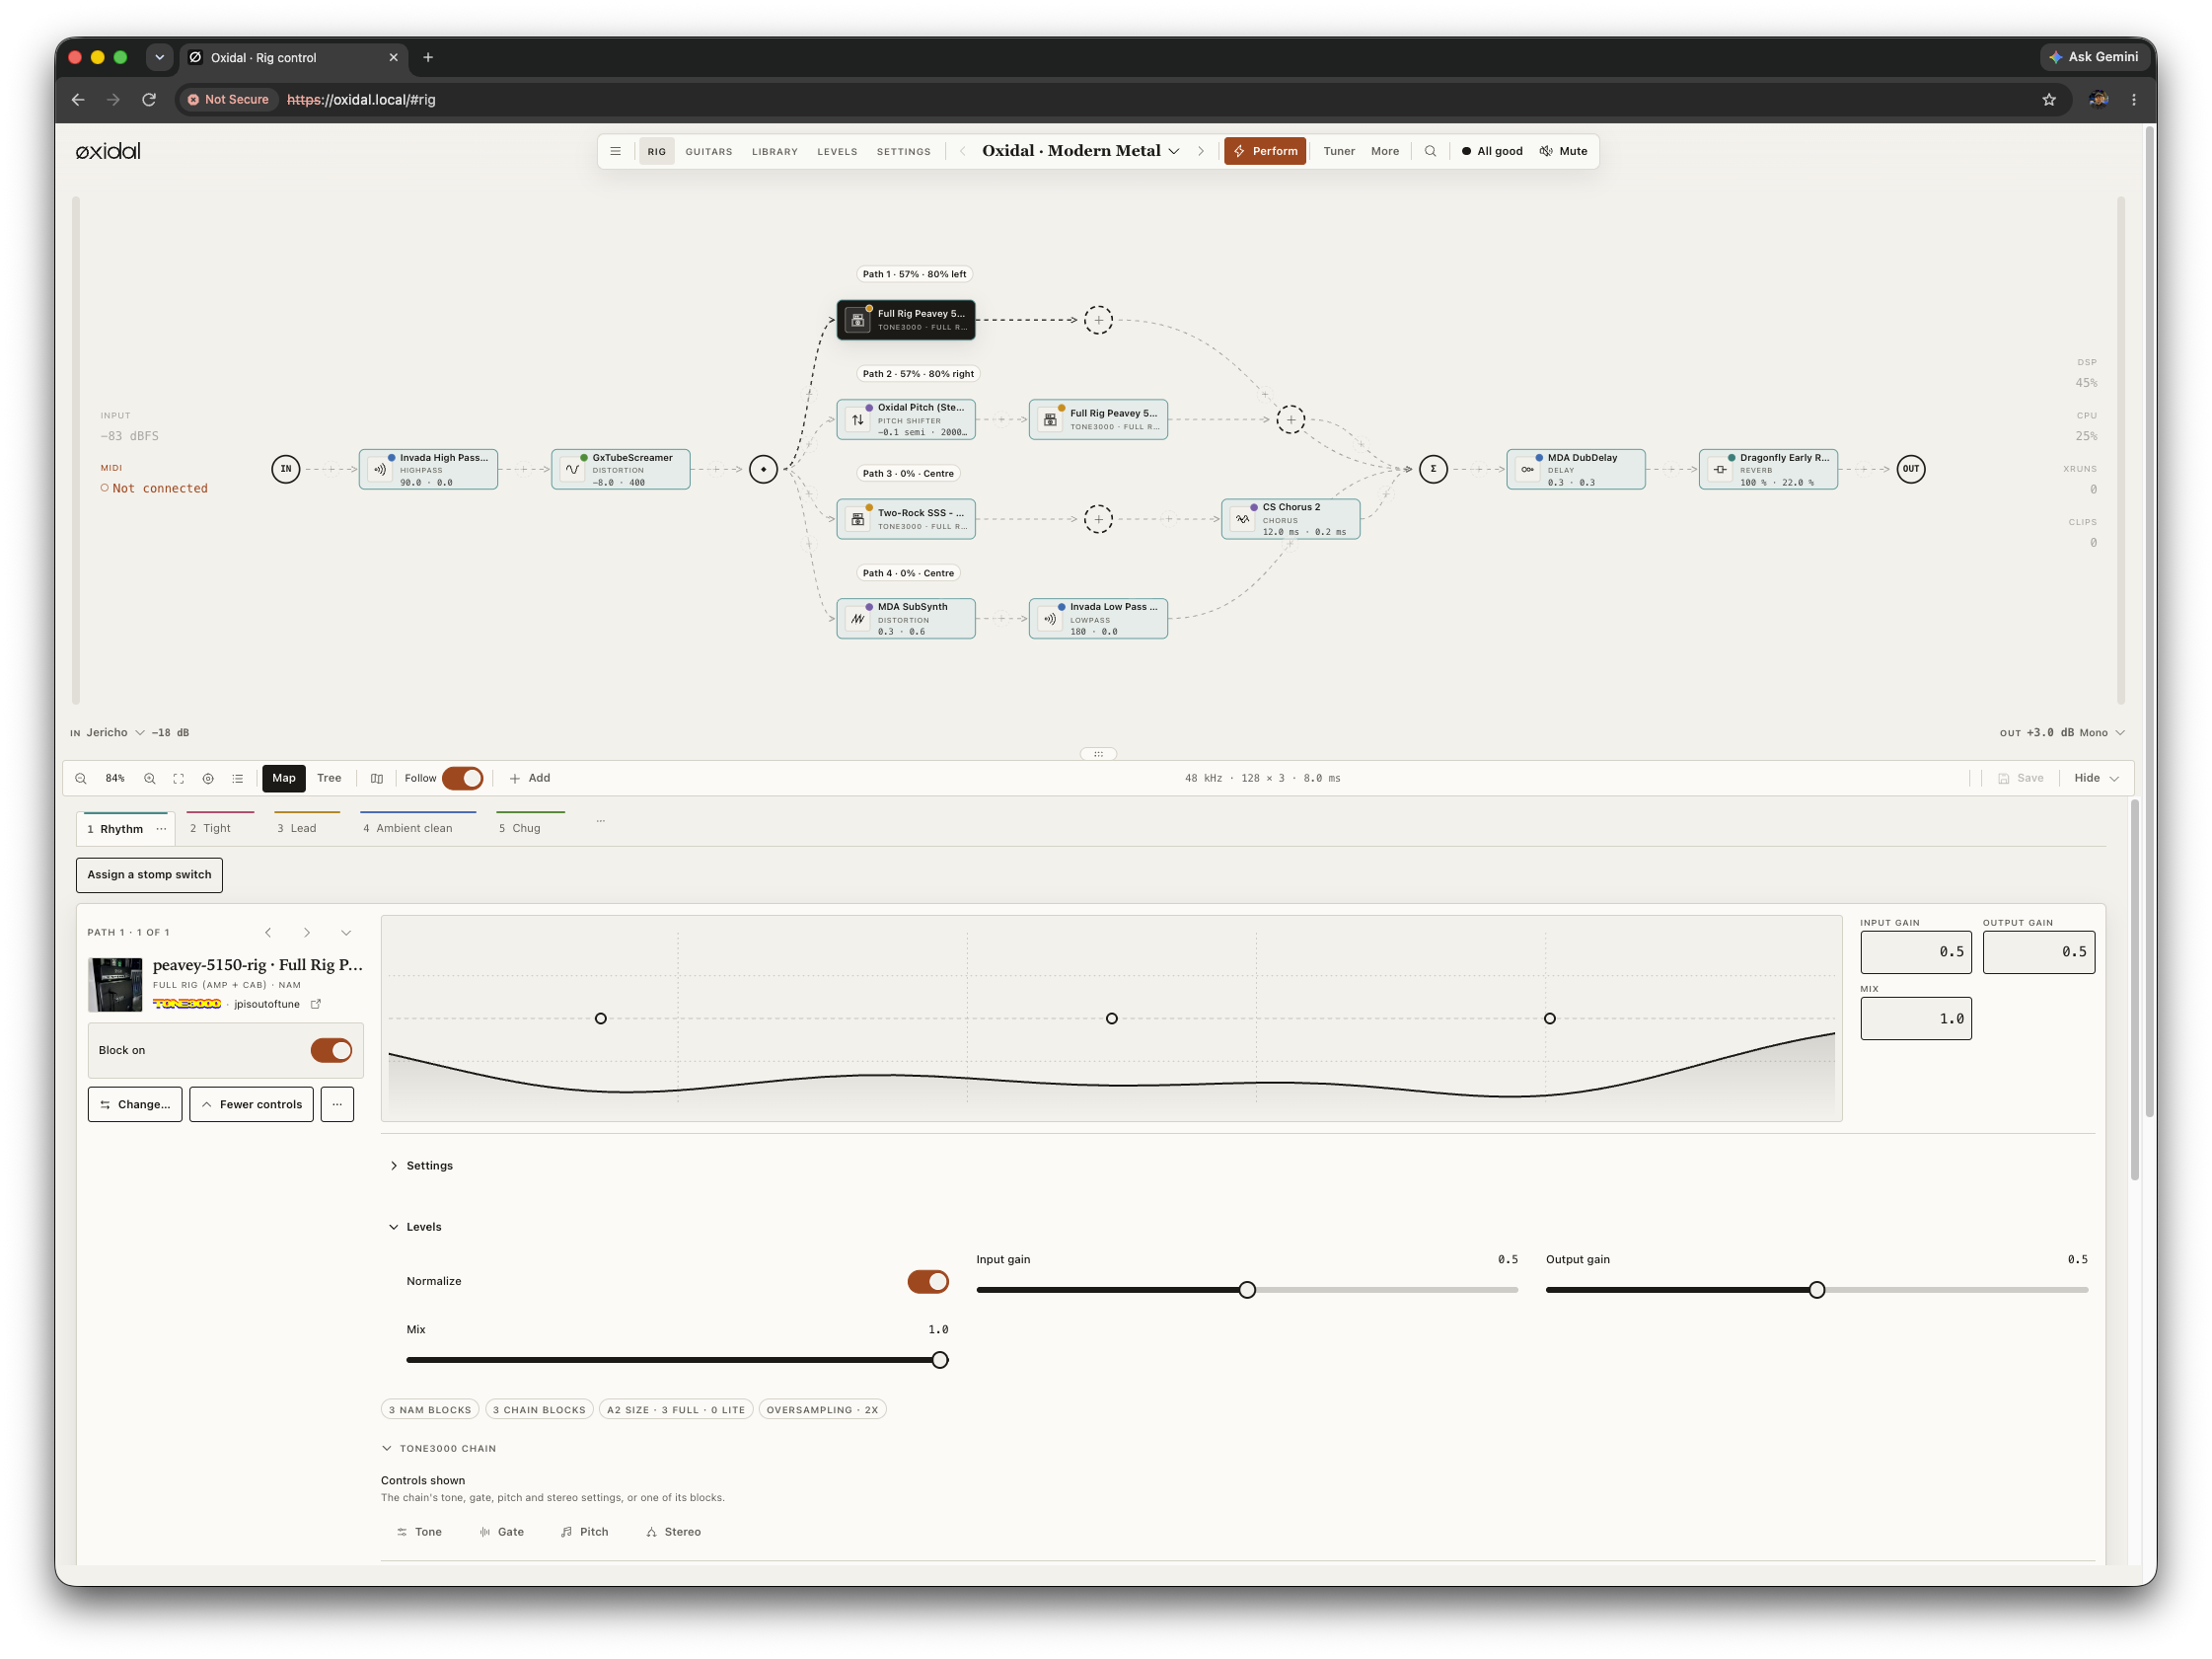 Oxidal · Rig control
Ask Gemini
Not Secure https://oxidal.local/#rig
øxidal
RIG GUITARS LIBRARY LEVELS SETTINGS Oxidal · Modern Metal Perform Tuner More All good Mute
Path 1 · 57% · 80% left
Full Rig Peavey 5...
TONE3000 · FULL R...
Path 2 · 57% · 80% right
Oxidal Pitch (Ste...
PITCH SHIFTER
−0.1 semi · 2000…
Full Rig Peavey 5...
TONE3000 · FULL R...
INPUT
−83 dBFS
MIDI
Not connected
IN
Invada High Pass...
HIGHPASS
90.0 · 0.0
GxTubeScreamer
DISTORTION
−8.0 · 400
Path 3 · 0% · Centre
Two-Rock SSS - ...
TONE3000 · FULL R...
CS Chorus 2
CHORUS
12.0 ms · 0.2 ms
Path 4 · 0% · Centre
MDA SubSynth
DISTORTION
0.3 · 0.6
Invada Low Pass ...
LOWPASS
180 · 0.0
Σ
MDA DubDelay
DELAY
0.3 · 0.3
Dragonfly Early R...
REVERB
100 % · 22.0 %
OUT
DSP
45%
CPU
25%
XRUNS
0
CLIPS
0
IN Jericho −18 dB
OUT +3.0 dB Mono
84% Map Tree Follow Add 48 kHz · 128 × 3 · 8.0 ms Save Hide
1 Rhythm ... 2 Tight 3 Lead 4 Ambient clean 5 Chug ...
Assign a stomp switch
PATH 1 · 1 OF 1
peavey-5150-rig · Full Rig P...
FULL RIG (AMP + CAB) · NAM
TONE3000 · jpisoutoftune
Block on
Change... Fewer controls ...
INPUT GAIN OUTPUT GAIN
0.5 0.5
MIX
1.0
Settings
Levels
Normalize
Input gain 0.5
Output gain 0.5
Mix 1.0
3 NAM BLOCKS 3 CHAIN BLOCKS A2 SIZE · 3 FULL · 0 LITE OVERSAMPLING · 2X
TONE3000 CHAIN
Controls shown
The chain's tone, gate, pitch and stereo settings, or one of its blocks.
Tone Gate Pitch Stereo